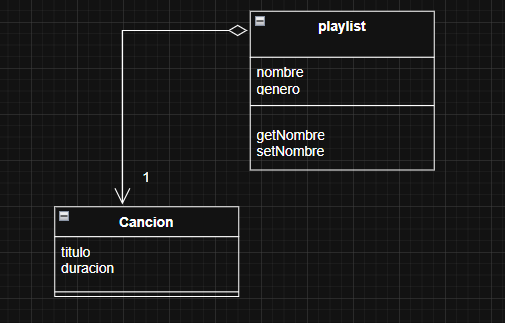 playlist
nombre
genero
getNombre
setNombre
1
Cancion
titulo
duracion